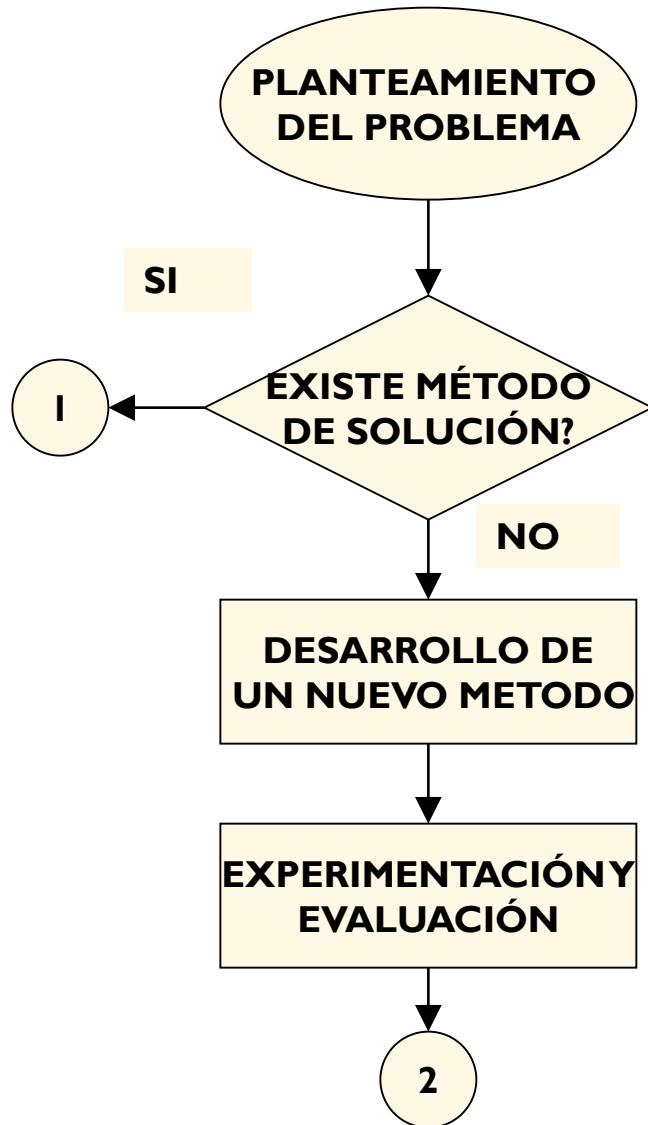 PLANTEAMIENTO
DEL PROBLEMA
SI
EXISTE MÉTODO
DE SOLUCIÓN?
1
NO
DESARROLLO DE
UN NUEVO METODO
EXPERIMENTACIÓN Y
EVALUACIÓN
2